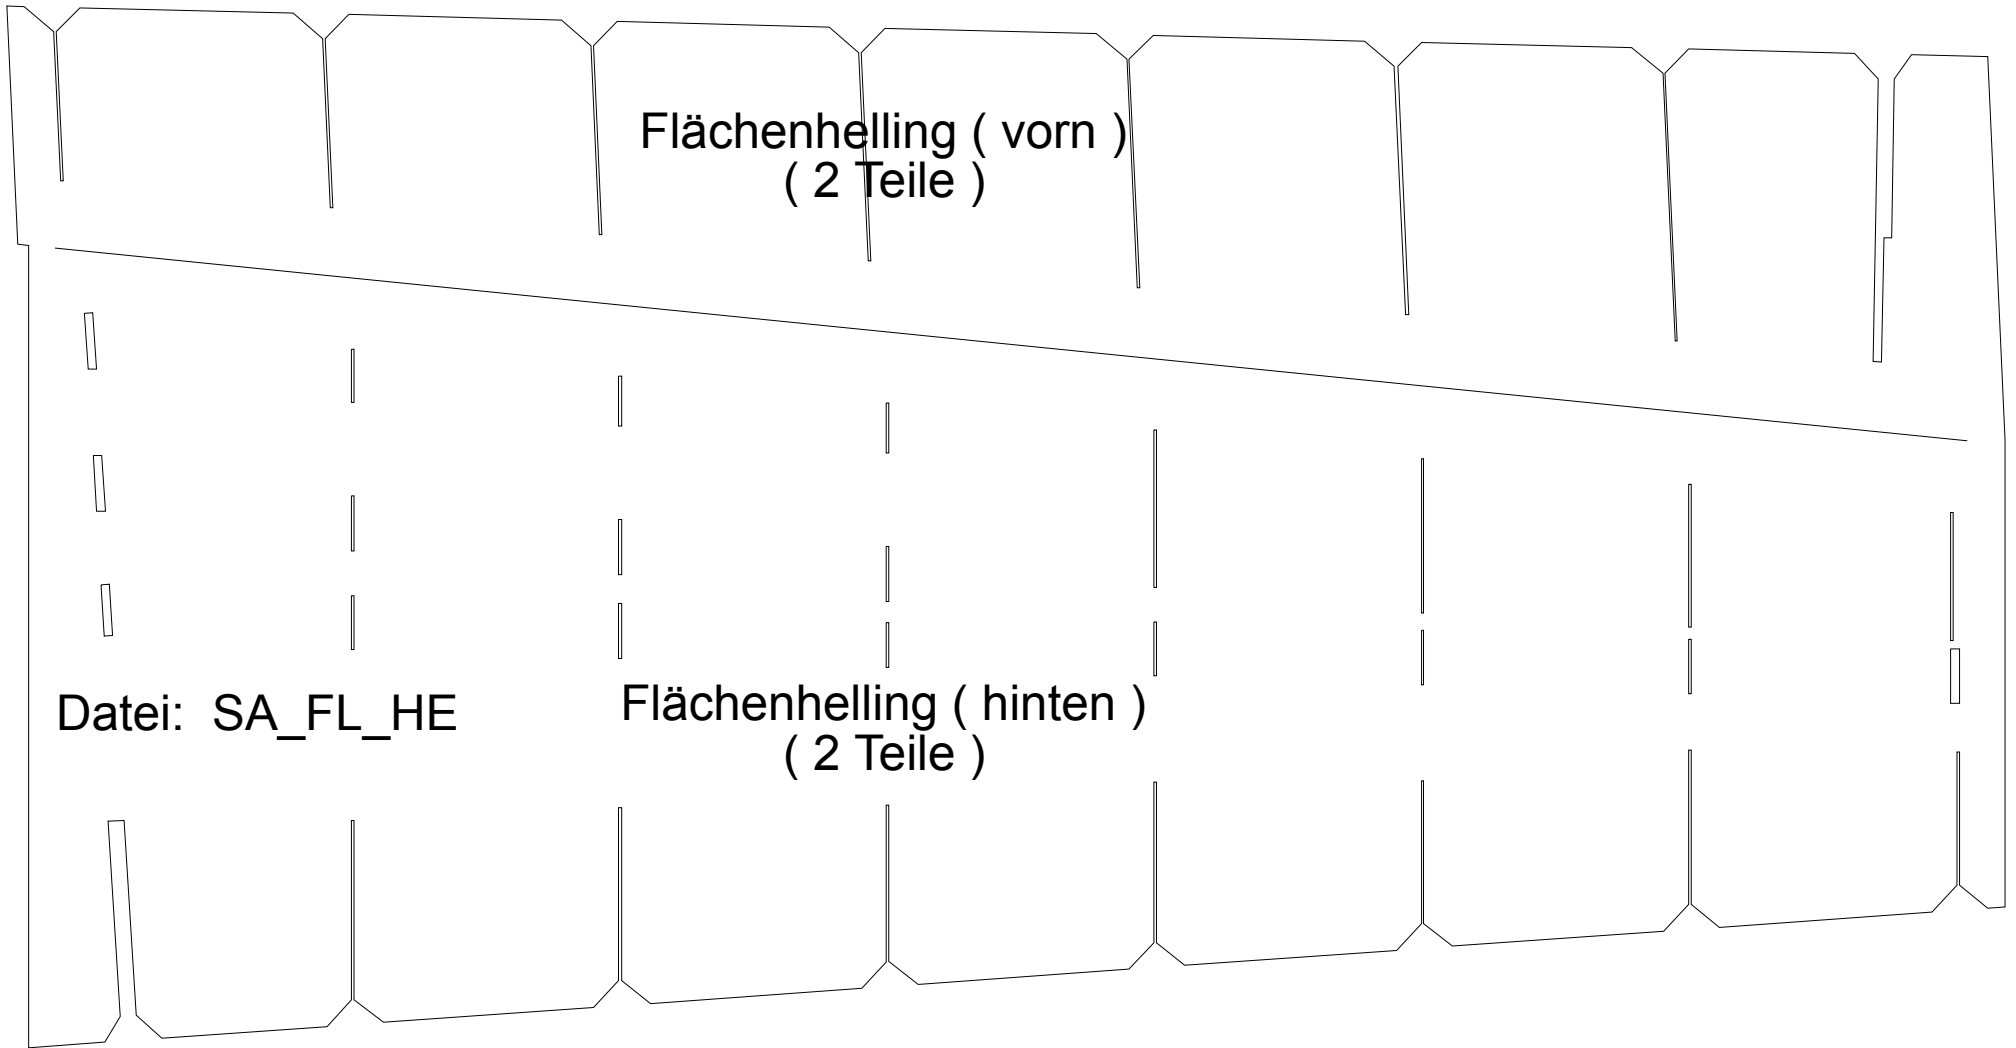 Flächenhelling ( vorn )
( 2 Teile )
Datei:  SA_FL_HE
Flächenhelling ( hinten )
( 2 Teile )